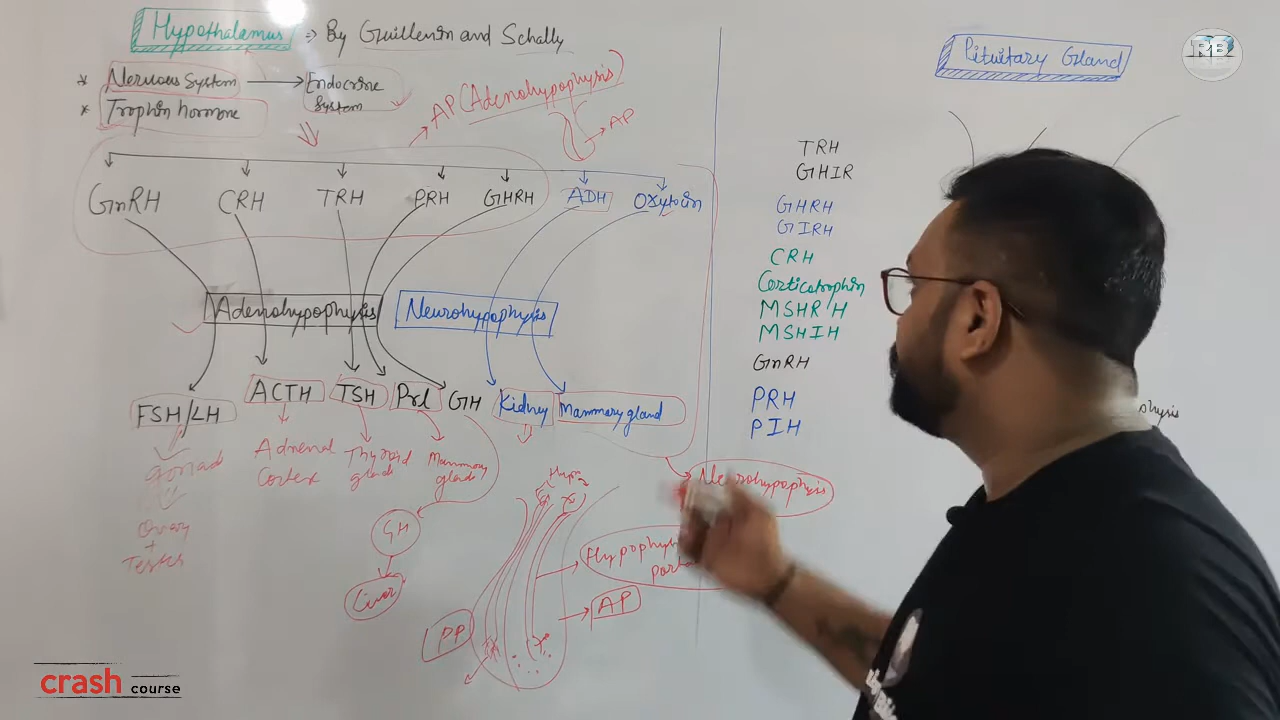 Hypothalamus ⇒ By Guillemin and Schally
* Nervous System → Endocrine System
* Trophin hormone
AP (Adenohypophysis)
AP
GnRH CRH TRH PRH GHRH ADH Oxytocin
Adenohypophysis Neurohypophysis
FSH/LH ACTH TSH Prl GH Kidney Mammary gland
Gonad
Ovary
+
Testes
Adrenal
Cortex
Thyroid
gland
Mammary
gland
GH
Liver
Hypo
Neurohypophysis
AP
PP
Pituitary Gland
TRH
GHIR
GHRH
GIRH
CRH
Corticotrophin
MSHRH
MSHIH
GnRH
PRH
PIH
RB
crash course